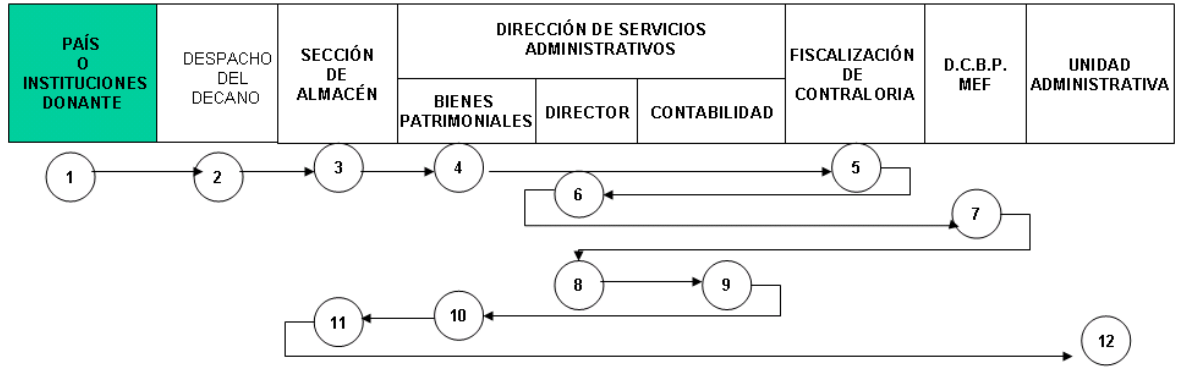 PAÍS
O
INSTITUCIONES
DONANTE
DESPACHO
DEL
DECANO
SECCIÓN
DE
ALMACÉN
DIRECCIÓN DE SERVICIOS
ADMINISTRATIVOS
BIENES
PATRIMONIALES
DIRECTOR
CONTABILIDAD
FISCALIZACIÓN
DE
CONTRALORIA
D.C.B.P.
MEF
UNIDAD
ADMINISTRATIVA
1
2
3
4
5
6
7
8
9
10
11
12